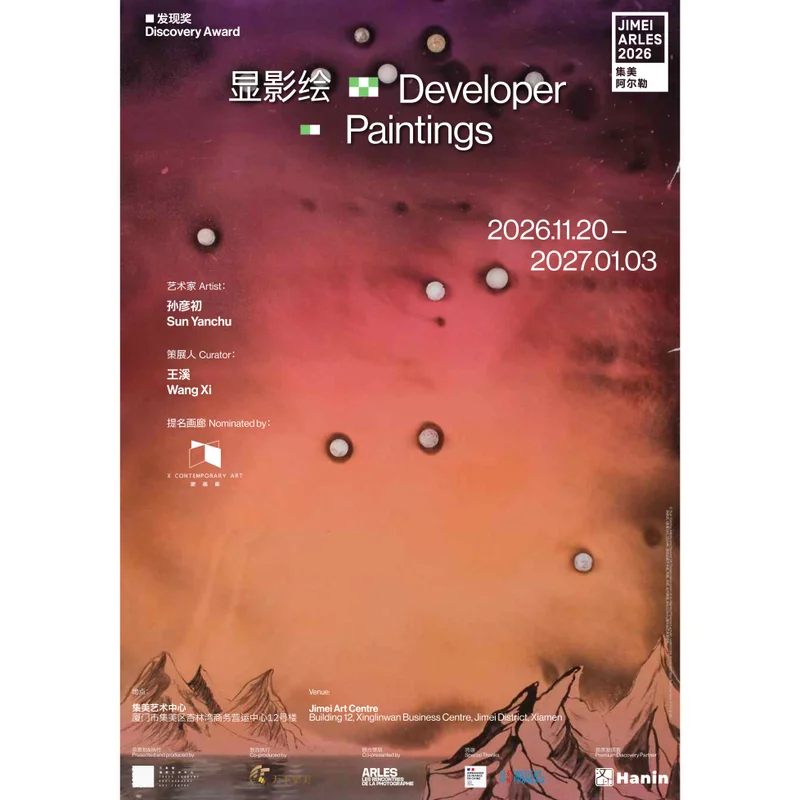 发现奖
Discovery Award
JIMEI
ARLES
2026
集美
阿尔勒
显影绘 Developer
Paintings
2026.11.20 –
2027.01.03
艺术家 Artist:
孙彦初
Sun Yanchu
策展人 Curator:
王溪
Wang Xi
提名画廊 Nominated by:
X CONTEMPORARY ART
地点:
集美艺术中心
厦门市集美区杏林湾商务营运中心12号楼
Venue:
Jimei Art Centre
Building 12, Xinglinwan Business Centre, Jimei District, Xiamen
Presented and produced by
Co-produced by
Co-presented by
Special Thanks
Premium Discovery Partner
ARLES
LES RENCONTRES
DE LA PHOTOGRAPHIE
Hanin